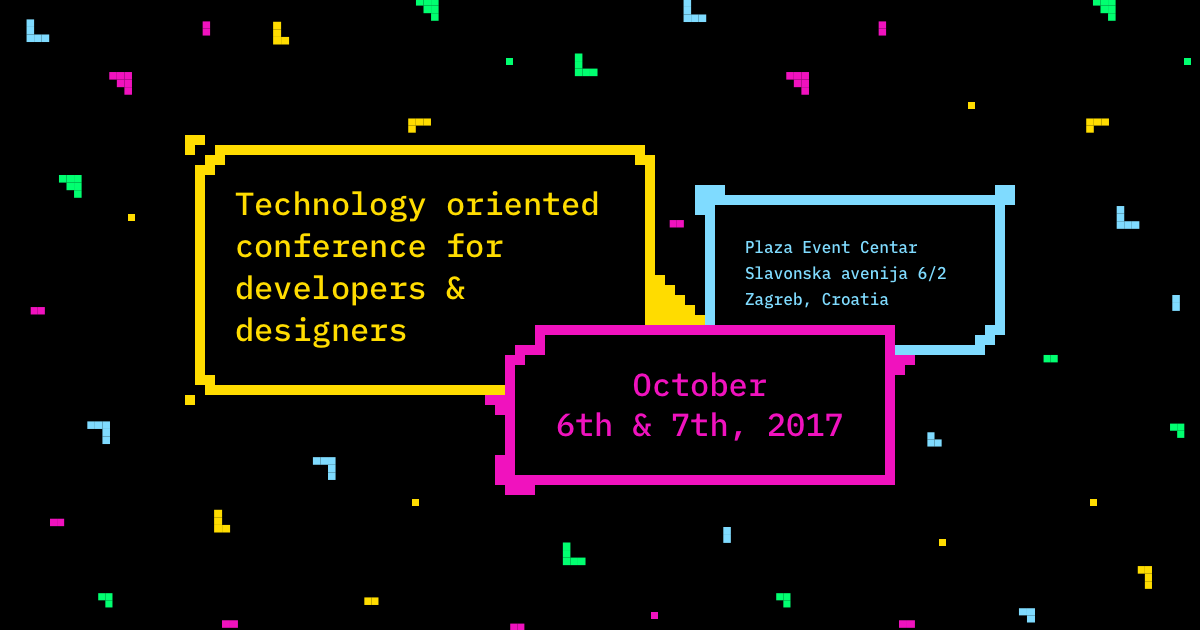 Technology oriented
conference for
developers &
designers
Plaza Event Centar
Slavonska avenija 6/2
Zagreb, Croatia
October
6th & 7th, 2017